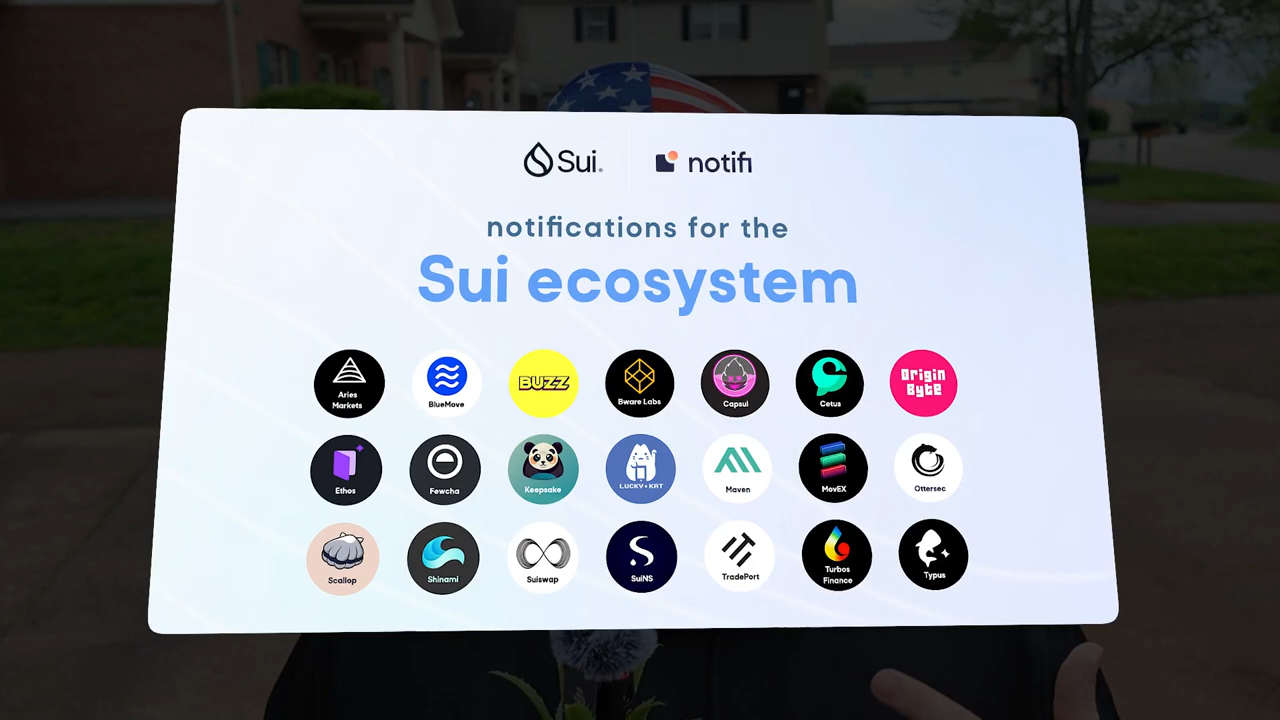 Sui
notifi
notifications for the
Sui ecosystem
Aries
Markets
BlueMove
BUZZ
Bware Labs
Capsul
Cetus
Origin
Byte
Ethos
Fewcha
Keepsake
LUCKY+KAT
Maven
MovEX
Ottersec
Scallop
Shinami
Suiswap
SuiNS
TradePort
Turbos
Finance
Typus